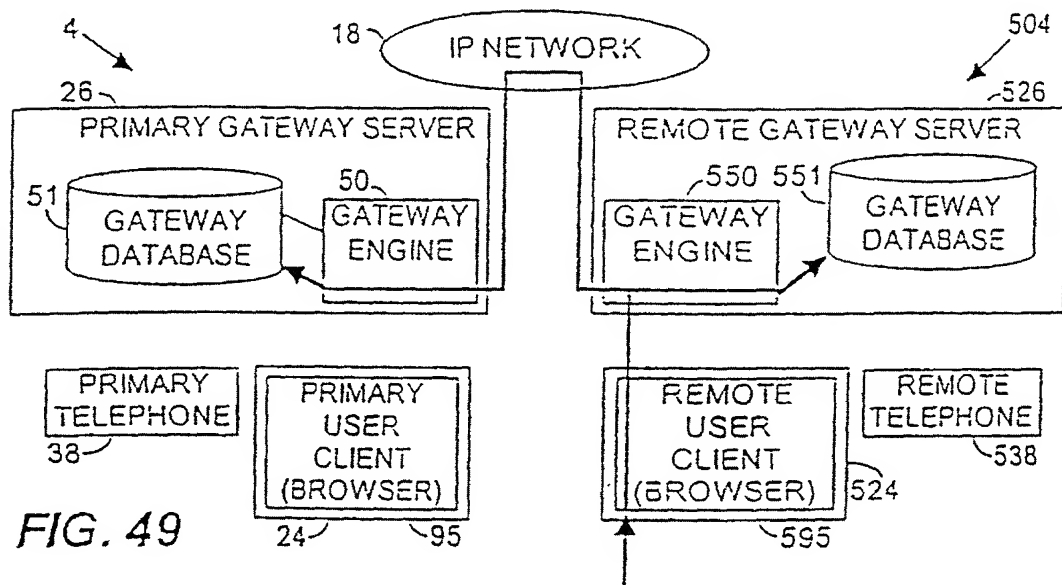 4
18
IP NETWORK
504
26
PRIMARY GATEWAY SERVER
526
REMOTE GATEWAY SERVER
51
GATEWAY
DATABASE
50
GATEWAY
ENGINE
550
GATEWAY
ENGINE
551
GATEWAY
DATABASE
PRIMARY
TELEPHONE
38
PRIMARY
USER
CLIENT
(BROWSER)
24
95
REMOTE
USER
CLIENT
(BROWSER)
524
595
REMOTE
TELEPHONE
538
FIG. 49